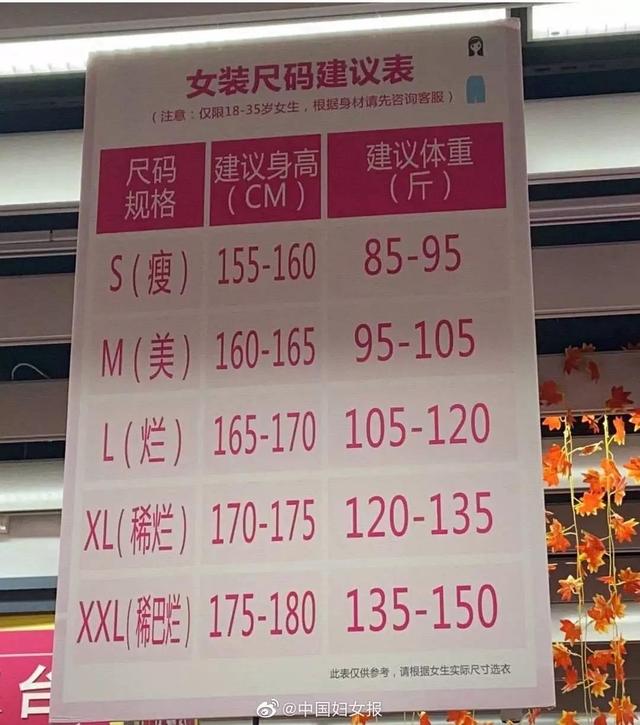 女装尺码建议表
(注意：仅限18-35岁女生，根据身材请先咨询客服)
尺码规格 建议身高(CM) 建议体重(斤)
S(瘦) 155-160 85-95
M(美) 160-165 95-105
L(烂) 165-170 105-120
XL(稀烂) 170-175 120-135
XXL(稀巴烂) 175-180 135-150
此表仅供参考，请根据女生实际尺寸选衣
台
@中国妇女报